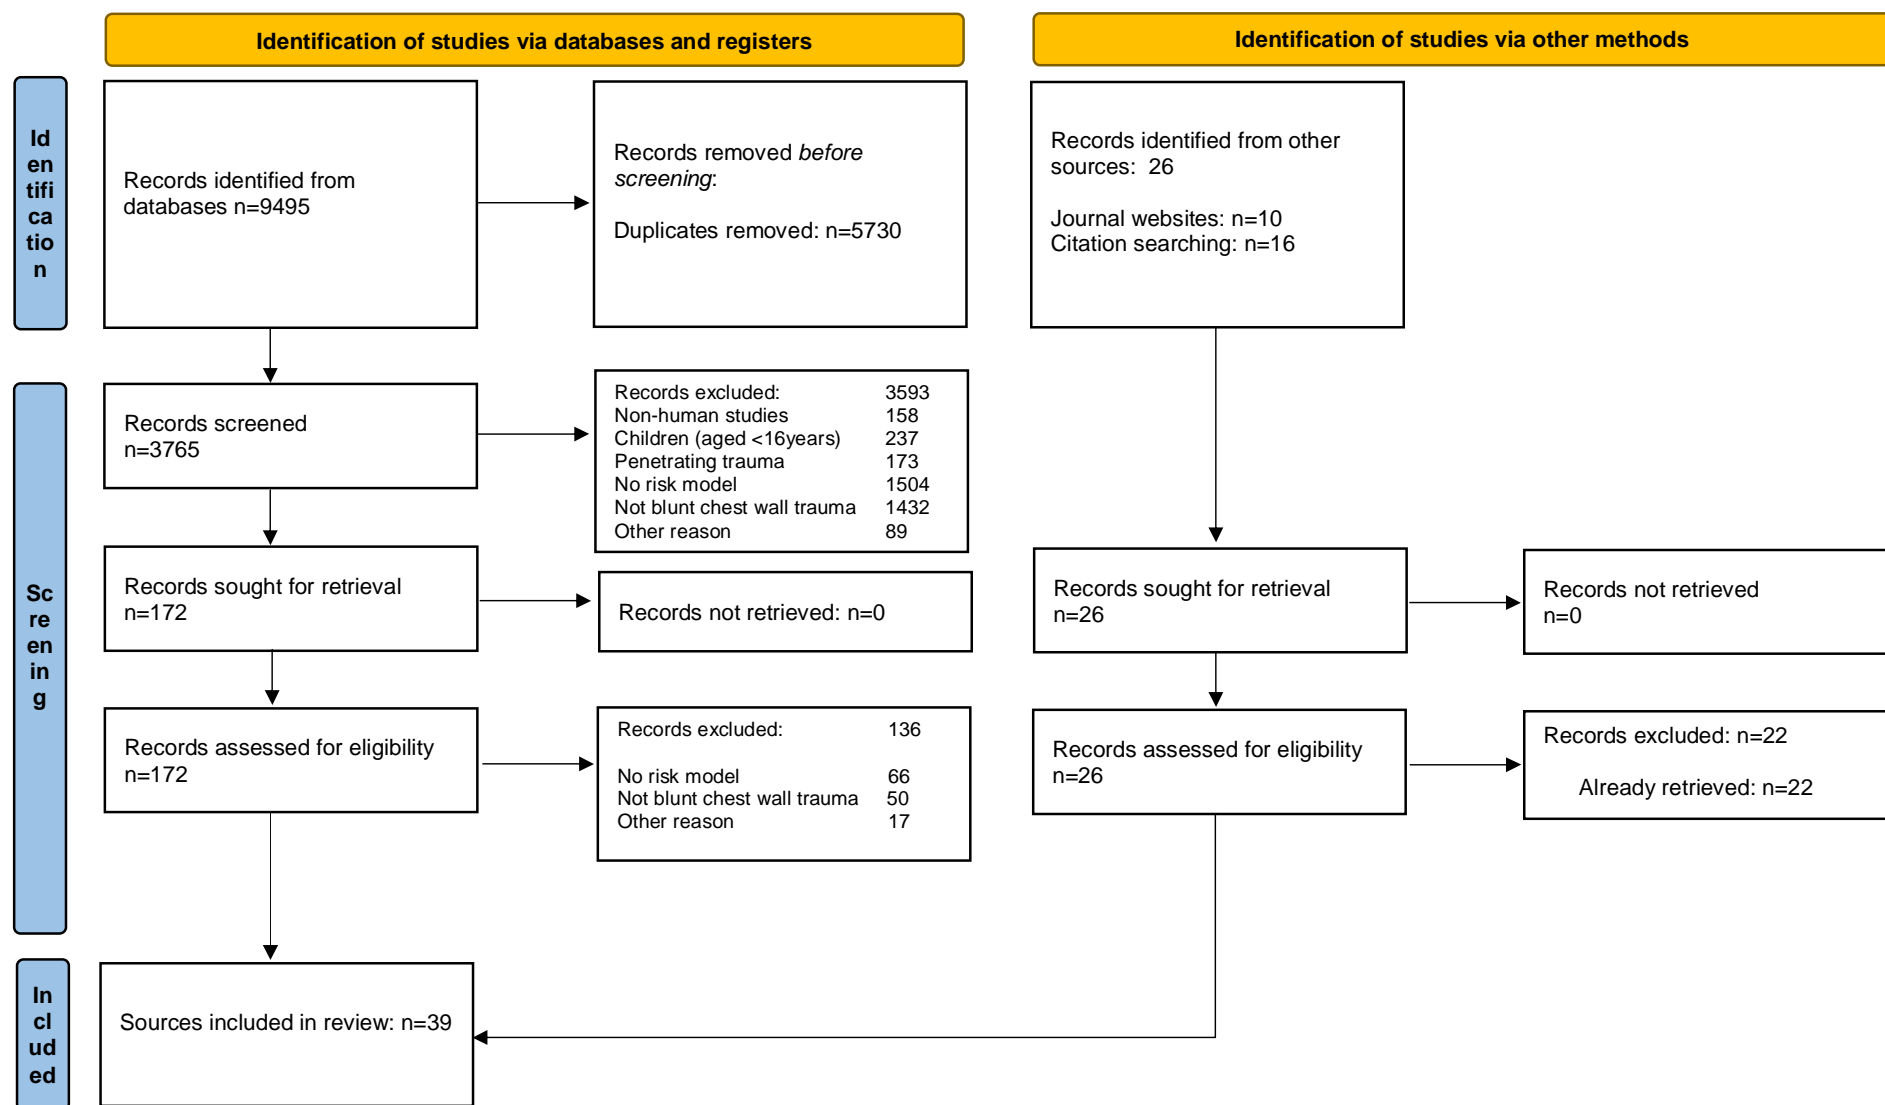 Identification of studies via databases and registers
Identification of studies via other methods
Id
en
tifi
ca
tio
n
Records identified from
databases n=9495
Records removed before
screening:
Duplicates removed: n=5730
Records identified from other
sources: 26
Journal websites: n=10
Citation searching: n=16
Sc
re
en
in
g
Records screened
n=3765
Records excluded: 3593
Non-human studies 158
Children (aged <16years) 237
Penetrating trauma 173
No risk model 1504
Not blunt chest wall trauma 1432
Other reason 89
Records sought for retrieval
n=172
Records not retrieved: n=0
Records sought for retrieval
n=26
Records not retrieved
n=0
Records assessed for eligibility
n=172
Records excluded: 136
No risk model 66
Not blunt chest wall trauma 50
Other reason 17
Records assessed for eligibility
n=26
Records excluded: n=22
Already retrieved: n=22
In
cl
ud
ed
Sources included in review: n=39